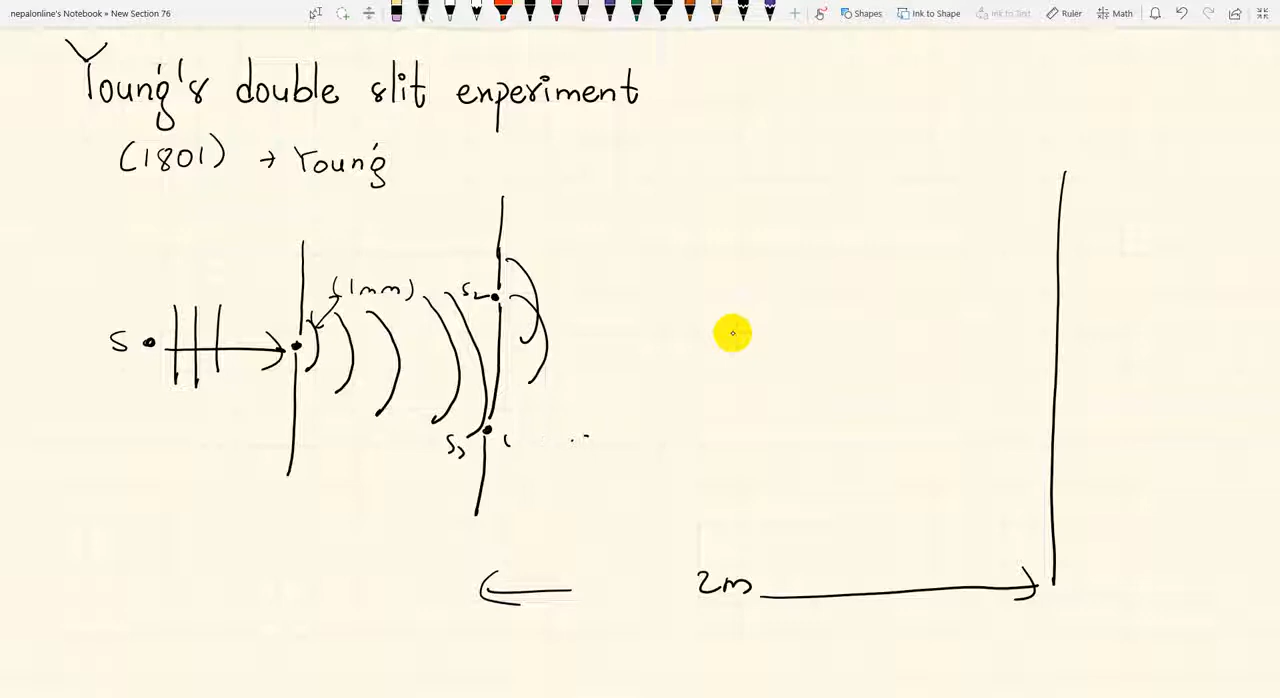 nepalonline's Notebook » New Section 76
Shapes Ink to Shape Ink to Text Ruler Math
Young's double slit experiment
(1801) → Young
(1mm)
S₂
S
S₃
2m